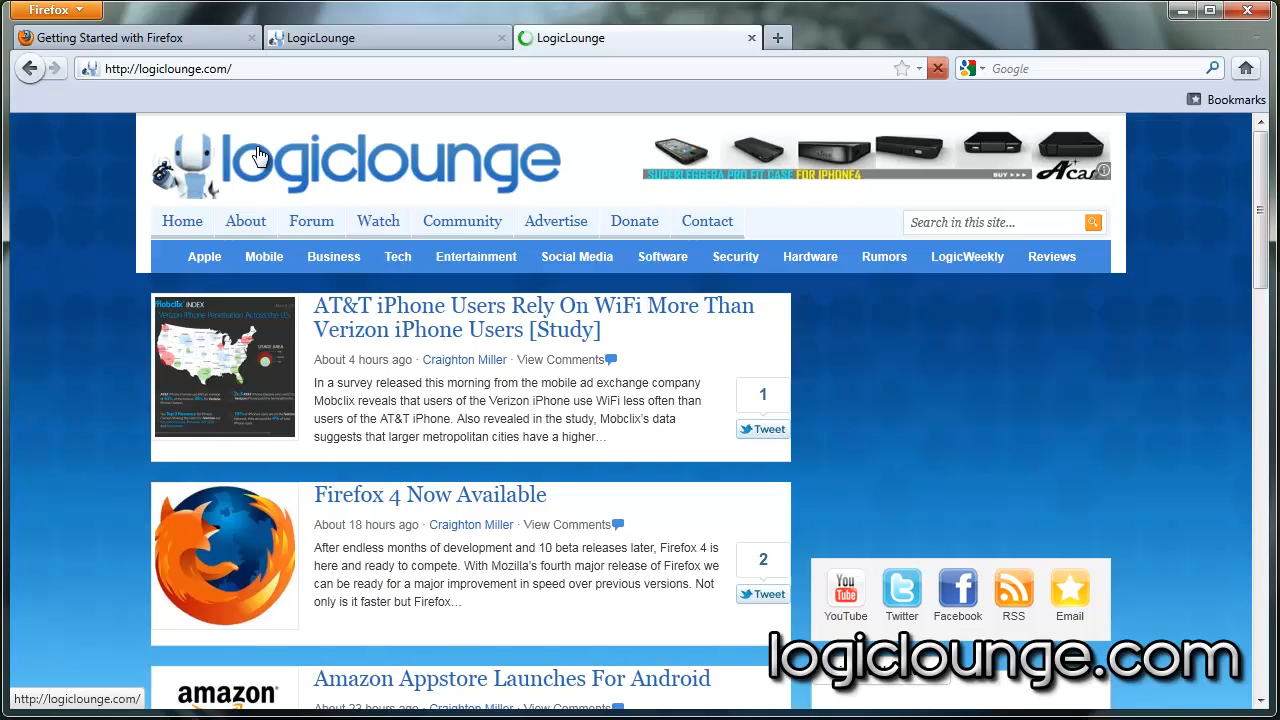 Firefox
Getting Started with Firefox
LogicLounge
LogicLounge
http://logiclounge.com/
Google
Bookmarks
logiclounge
SUPERLEGGERA PRO FIT CASE FOR IPHONE4
BUY
Acas
Home About Forum Watch Community Advertise Donate Contact
Search in this site...
Apple Mobile Business Tech Entertainment Social Media Software Security Hardware Rumors LogicWeekly Reviews
mobclix INDEX
AT&T iPhone Users Rely On WiFi More Than
Verizon iPhone Users [Study]
About 4 hours ago · Craighton Miller · View Comments
In a survey released this morning from the mobile ad exchange company
Mobclix reveals that users of the Verizon iPhone use WiFi less often than
users of the AT&T iPhone. Also revealed in the study, Mobclix's data
suggests that larger metropolitan cities have a higher…
1
Tweet
Firefox 4 Now Available
About 18 hours ago · Craighton Miller · View Comments
After endless months of development and 10 beta releases later, Firefox 4 is
here and ready to compete. With Mozilla's fourth major release of Firefox we
can be ready for a major improvement in speed over previous versions. Not
only is it faster but Firefox…
2
Tweet
You
Tube
YouTube Twitter Facebook RSS Email
amazon
Amazon Appstore Launches For Android
About 23 hours ago · Craighton Miller · View Comments
logiclounge.com
http://logiclounge.com/